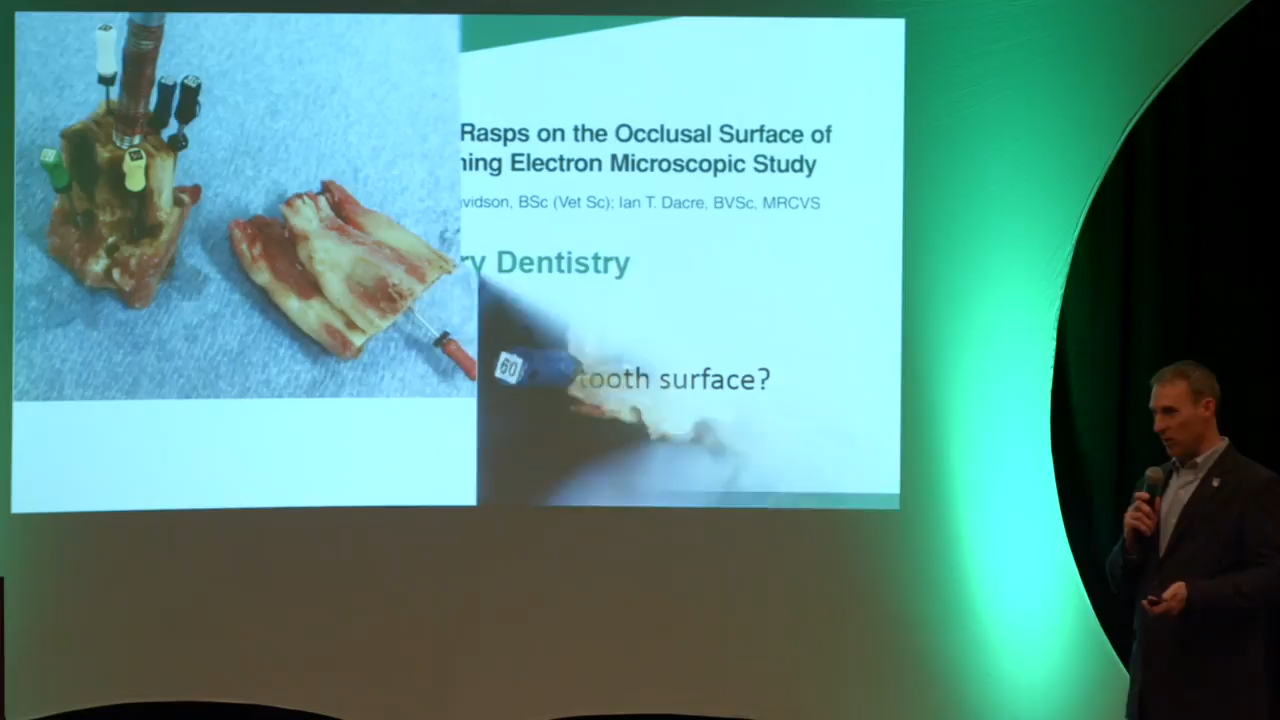 Rasps on the Occlusal Surface of
ning Electron Microscopic Study
vidson, BSc (Vet Sc); Ian T. Dacre, BVSc, MRCVS
ry Dentistry
60
tooth surface?